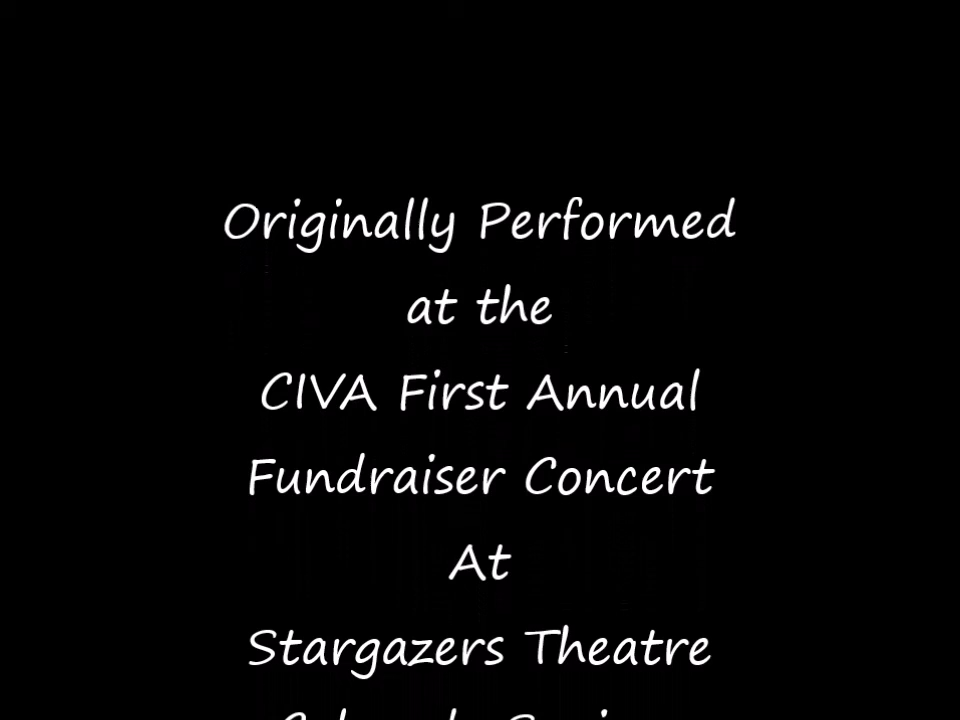 Originally Performed
at the
CIVA First Annual
Fundraiser Concert
At
Stargazers Theatre